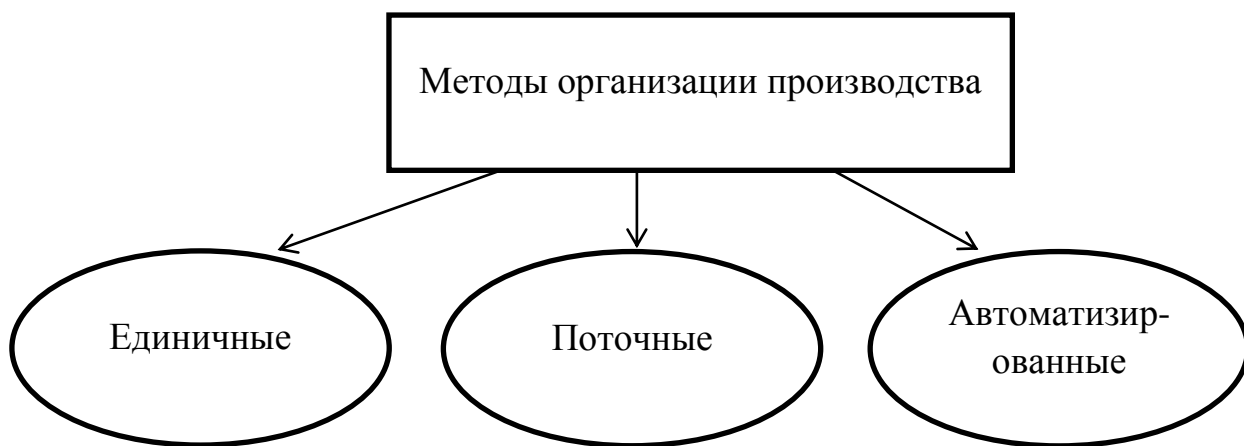 Методы организации производства
Единичные
Поточные
Автоматизир-
ованные